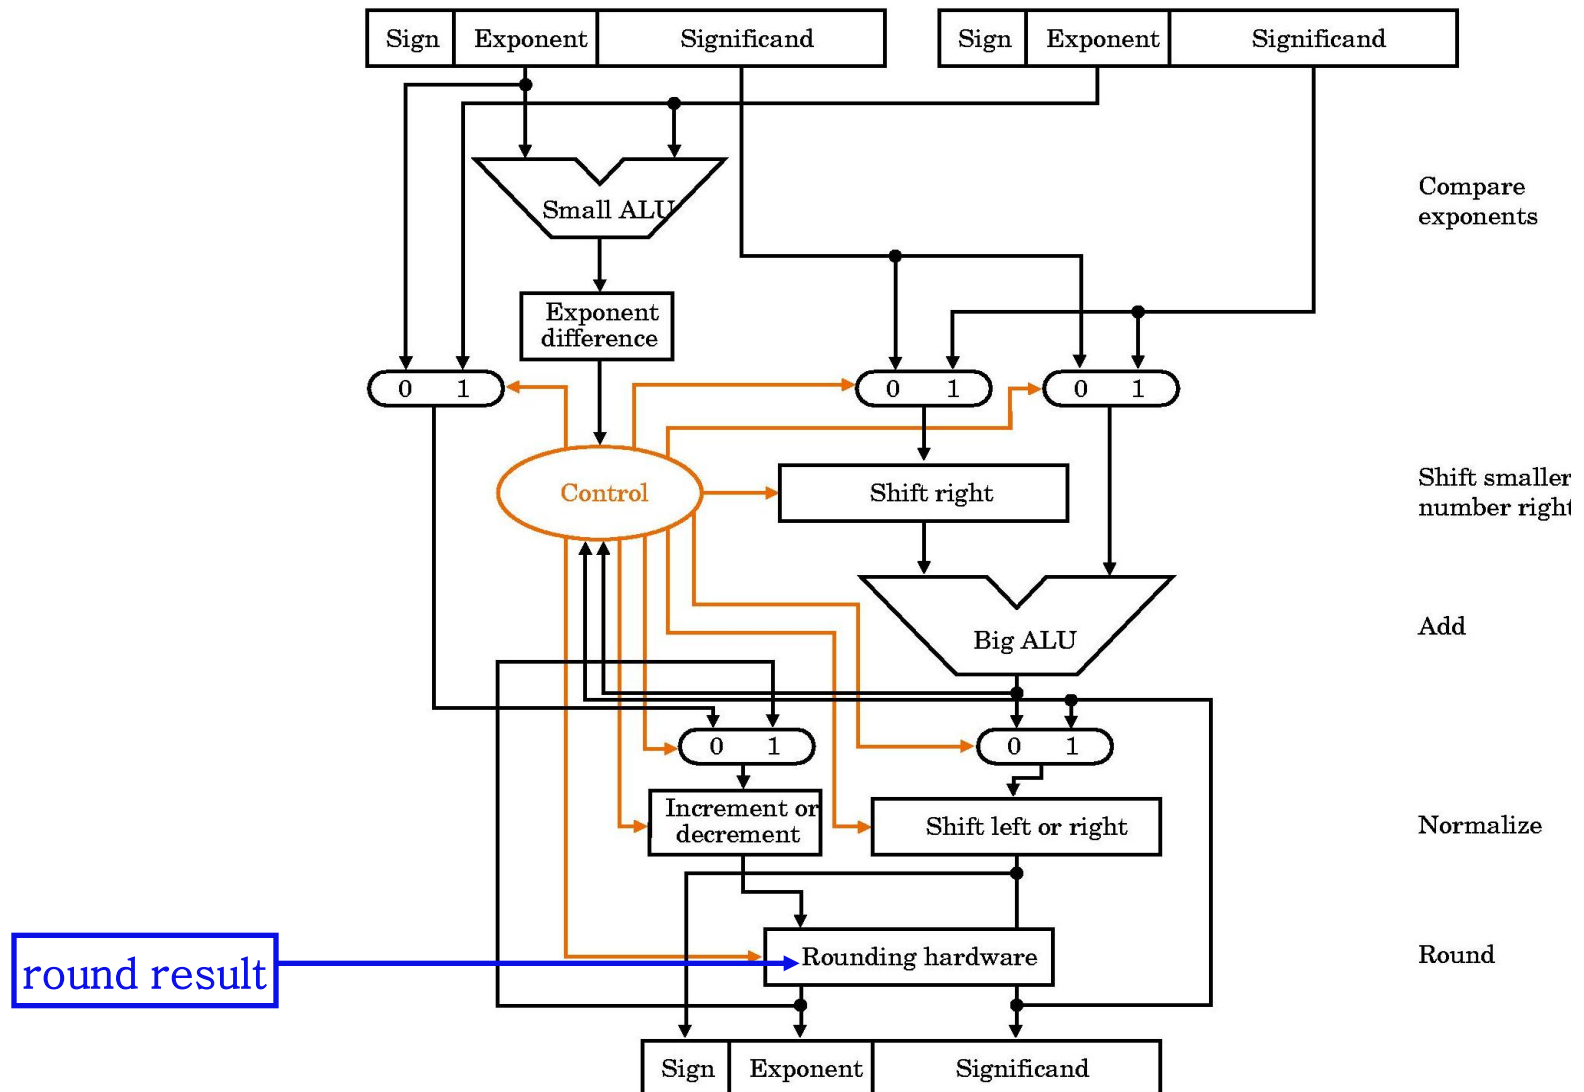 Sign Exponent Significand Sign Exponent Significand
Compare
exponents
Small ALU
Exponent
difference
0 1 0 1 0 1
Control
Shift right
Shift smaller
number right
Big ALU
Add
0 1 0 1
Increment or
decrement
Shift left or right
Normalize
round result
Rounding hardware
Round
Sign Exponent Significand